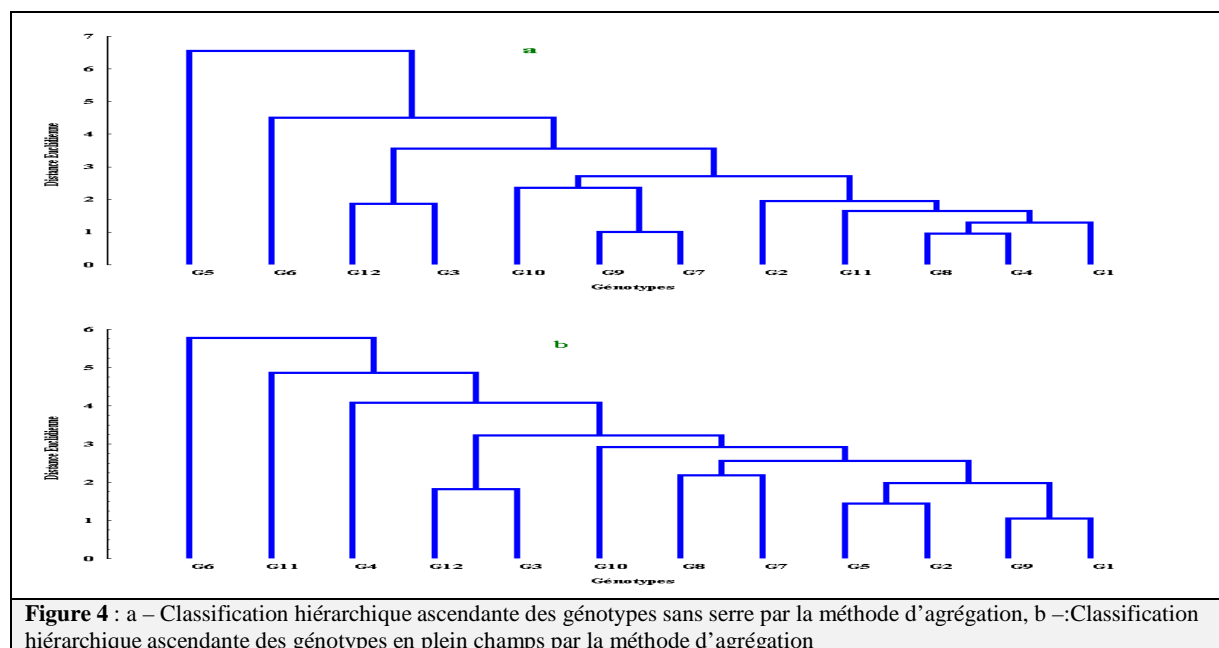 7
a
6
5
4
3
2
1
0
Distance Euclidienne
G5 G6 G12 G3 G10 G9 G7 G2 G11 G8 G4 G1
Génotypes
6
b
5
4
3
2
1
0
Distance Euclidienne
G6 G11 G4 G12 G3 G10 G8 G7 G5 G2 G9 G1
Génotypes
Figure 4 : a – Classification hiérarchique ascendante des génotypes sans serre par la méthode d’agrégation, b –:Classification
hiérarchique ascendante des génotypes en plein champs par la méthode d’agrégation